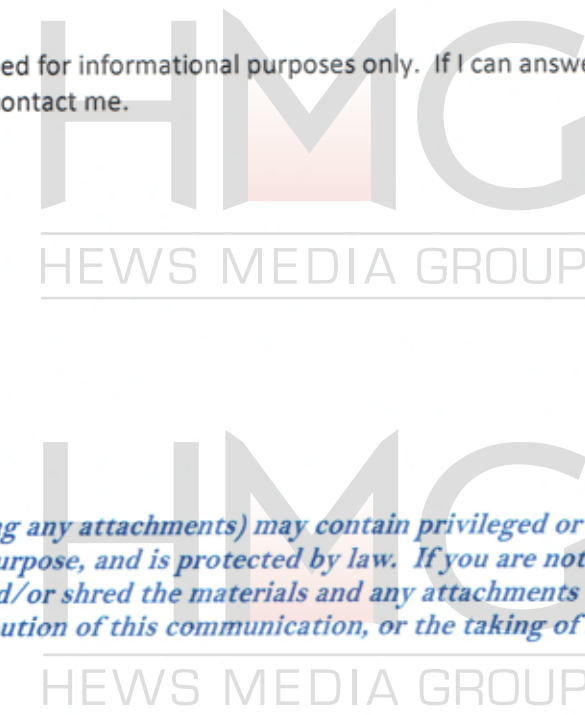 ed for informational purposes only.  If I can answe
ontact me.
HMG
HEWS MEDIA GROUP
HMG
g any attachments) may contain privileged or
urpose, and is protected by law.  If you are not
d/or shred the materials and any attachments
ution of this communication, or the taking of
HEWS MEDIA GROUP